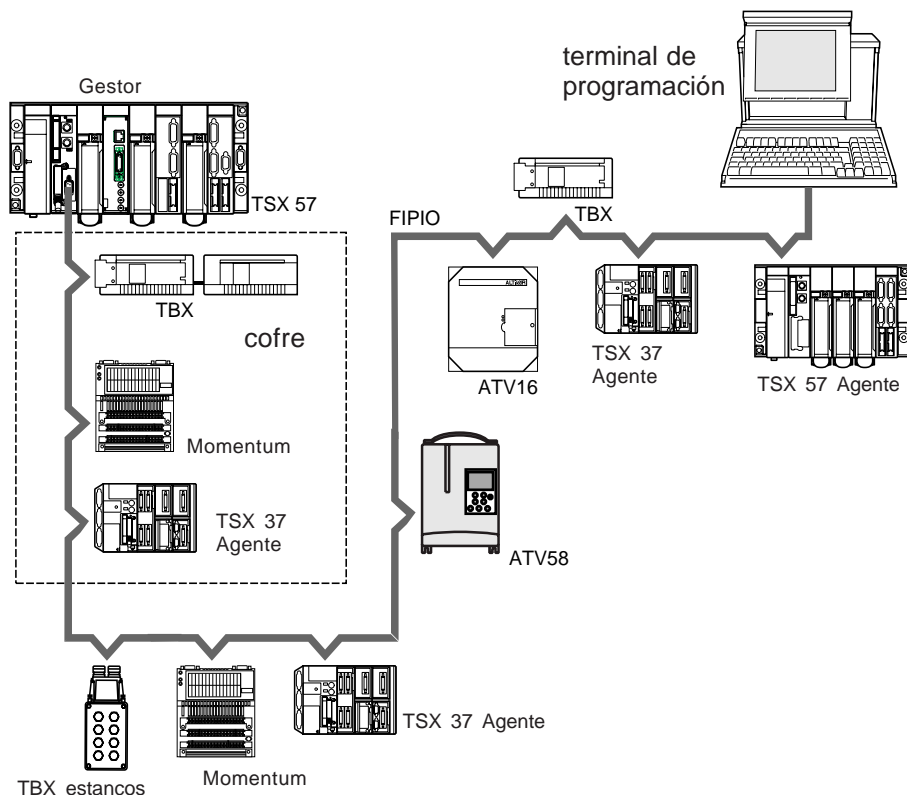 terminal de
programación
Gestor
TSX 57
TBX
FIPIO
TBX
cofre
ATV16
TSX 37
Agente
TSX 57 Agente
Momentum
TSX 37
Agente
ATV58
TSX 37 Agente
Momentum
TBX estancos